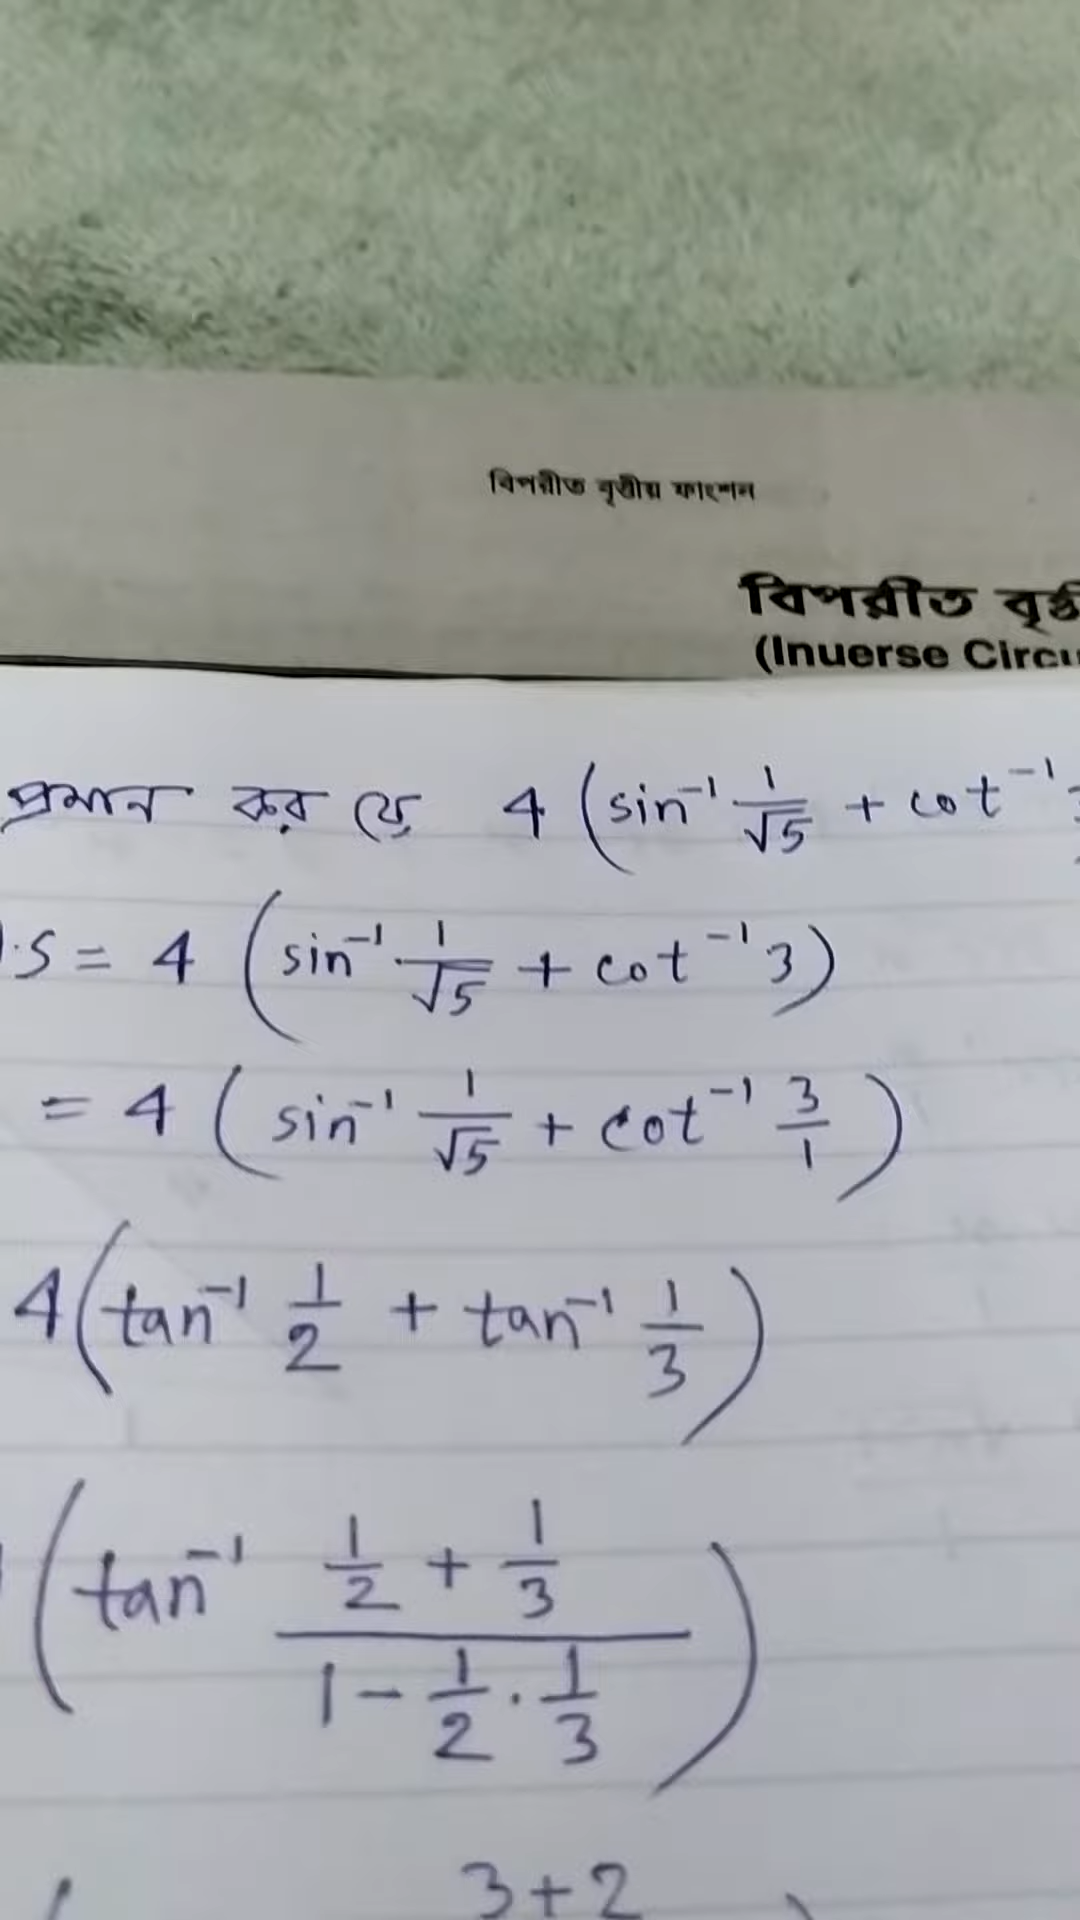 বিপরীত বৃত্তীয় ফাংশন
বিপরীত
(Inuerse Circu
প্রমান কর যে 4 (sin⁻¹ 1/√5 + cot⁻¹
.S = 4 (sin⁻¹ 1/√5 + cot⁻¹ 3)
= 4 (sin⁻¹ 1/√5 + cot⁻¹ 3/1)
4 (tan⁻¹ 1/2 + tan⁻¹ 1/3)
(tan⁻¹ (1/2 + 1/3)/(1 - 1/2 · 1/3))
3+2